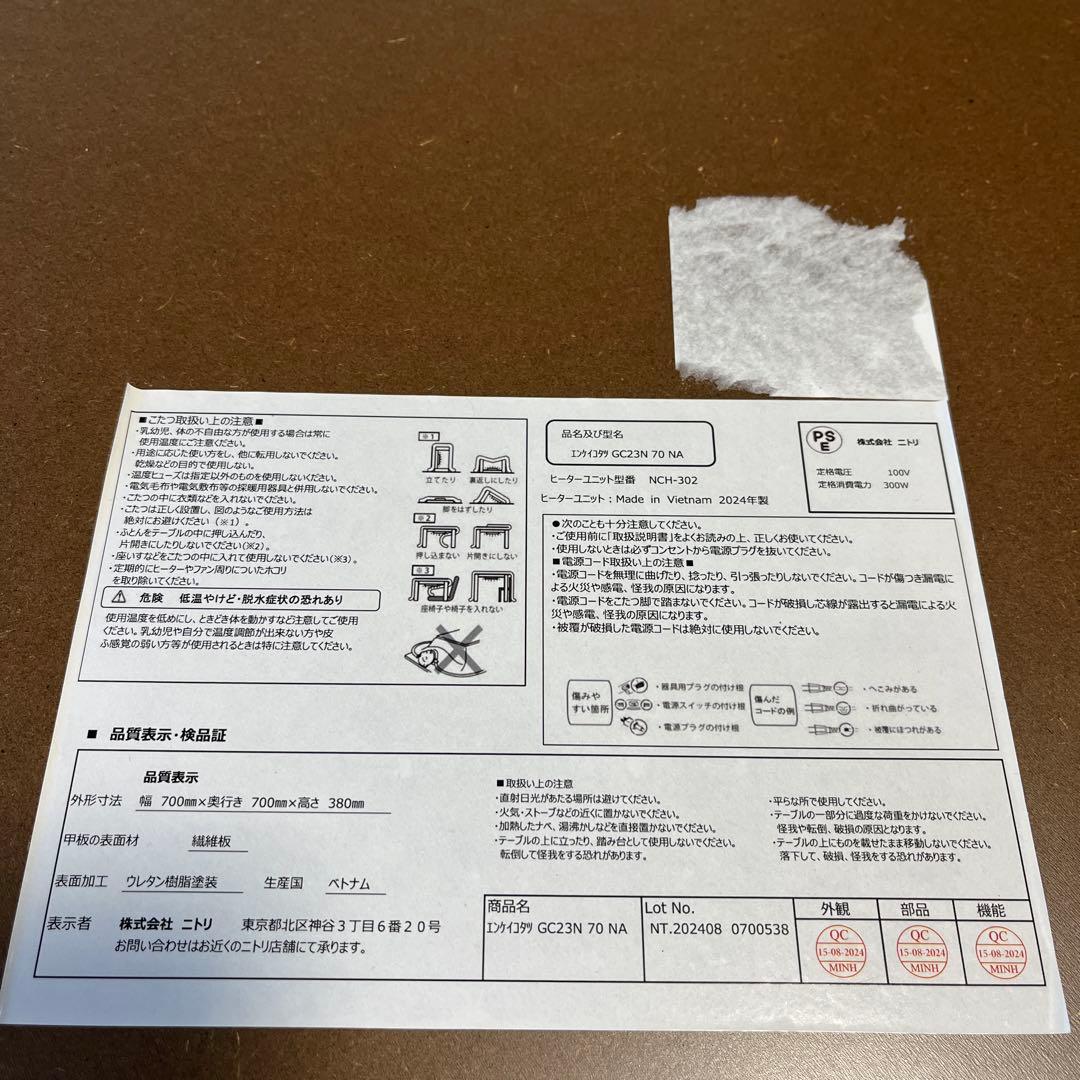 ■こたつ取扱い上の注意■
・乳幼児、体の不自由な方が使用する場合は常に
使用温度にご注意ください。
・用途に応じた使い方をし、他に転用しないでください。
乾燥などの目的で使用しない。
・温度ヒューズは指定以外のものを使用しないください。
・電気毛布や電気敷布等の採暖用器具と併用しないでください。
・こたつの中に衣類などを入れないでください。
・こたつは正しく設置し、図のようなご使用方法は
絶対にお避けください（※1）。
・ふとんをテーブルの中に押し込んだり、
片開きにしたりしないでください(※2)。
・座いすなどをこたつの中に入れて使用しないでください(※3)。
・定期的にヒーターやファン周りについたホコリ
を取り除いてください。
危険 低温やけど・脱水症状の恐れあり
使用温度を低めにし、ときどき体を動かすなど注意してご使用
ください。乳幼児や自分で温度調節が出来ない方や皮
ふ感覚の弱い方等が使用されるときは特に注意してください。
※1
立てたり 裏返しにしたり
脚をはずしたり
※2
押し込まない 片開きにしない
※3
座椅子や椅子を入れない
品名及び型名
ｴﾝｹｲｺﾀﾂ GC23N 70 NA
ヒーターユニット型番 NCH-302
ヒーターユニット：Made in Vietnam 2024年製
PS
E
株式会社 ニトリ
定格電圧 100V
定格消費電力 300W
●次のことも十分注意してください。
・ご使用前に「取扱説明書」をよくお読みの上、正しくお使いください。
・使用しないときは必ずコンセントから電源プラグを抜いてください。
■電源コード取扱い上の注意■
・電源コードを無理に曲げたり、捻ったり、引っ張ったりしないでください。コードが傷つき漏電に
よる火災や感電、怪我の原因になります。
・電源コードをこたつ脚で踏まないでください。コードが破損し芯線が露出すると漏電による火
災や感電、怪我の原因になります。
・被覆が破損した電源コードは絶対に使用しないでください。
傷みや
すい箇所
・器具用プラグの付け根
・電源スイッチの付け根
・電源プラグの付け根
傷んだ
コードの例
・へこみがある
・折れ曲がっている
・被覆にほつれがある
■ 品質表示・検品証
品質表示
外形寸法 幅 700㎜×奥行き 700㎜×高さ 380㎜
甲板の表面材 繊維板
表面加工 ウレタン樹脂塗装 生産国 ベトナム
表示者 株式会社 ニトリ 東京都北区神谷３丁目６番２０号
お問い合わせはお近くのニトリ店舗にて承ります。
■取扱い上の注意
・直射日光があたる場所は避けてください。
・火気・ストーブなどの近くに置かないでください。
・加熱したナベ、湯沸かしなどを直接置かないでください。
・テーブルの上に立ったり、踏み台として使用しないでください。
転倒して怪我をする恐れがあります。
・平らな所で使用してください。
・テーブルの一部分に過度な荷重をかけないでください。
怪我や転倒、破損の原因となります。
・テーブルの上にものを載せたまま移動しないでください。
落下して、破損、怪我をする恐れがあります。
商品名
ｴﾝｹｲｺﾀﾂ GC23N 70 NA
Lot No.
NT.202408 0700538
外観 部品 機能
QC QC QC
15-08-2024 15-08-2024 15-08-2024
MINH MINH MINH